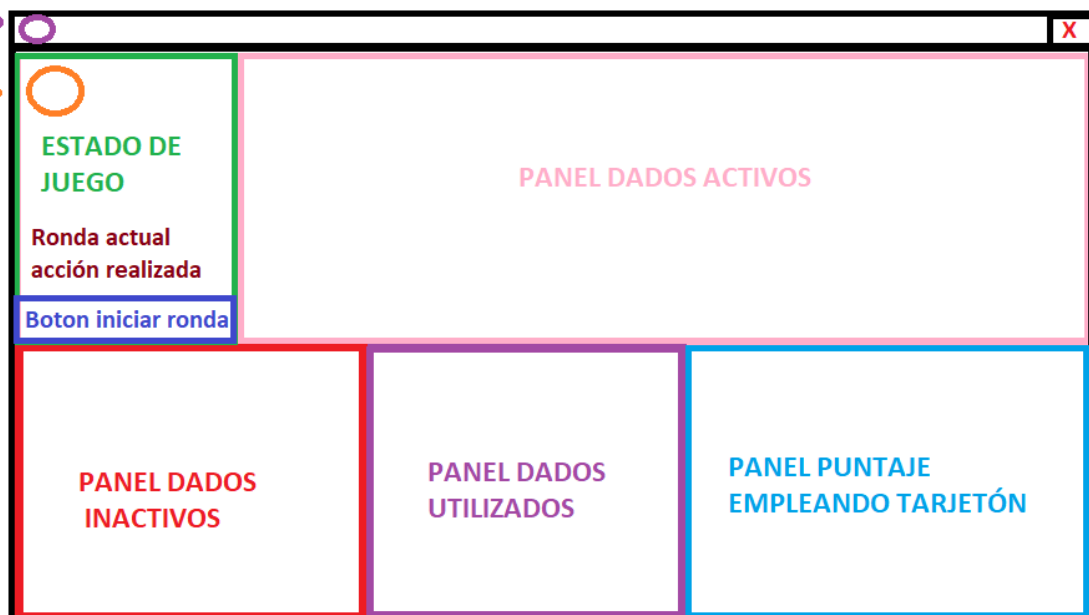 X
ESTADO DE
JUEGO
Ronda actual
acción realizada
Boton iniciar ronda
PANEL DADOS ACTIVOS
PANEL DADOS
INACTIVOS
PANEL DADOS
UTILIZADOS
PANEL PUNTAJE
EMPLEANDO TARJETÓN